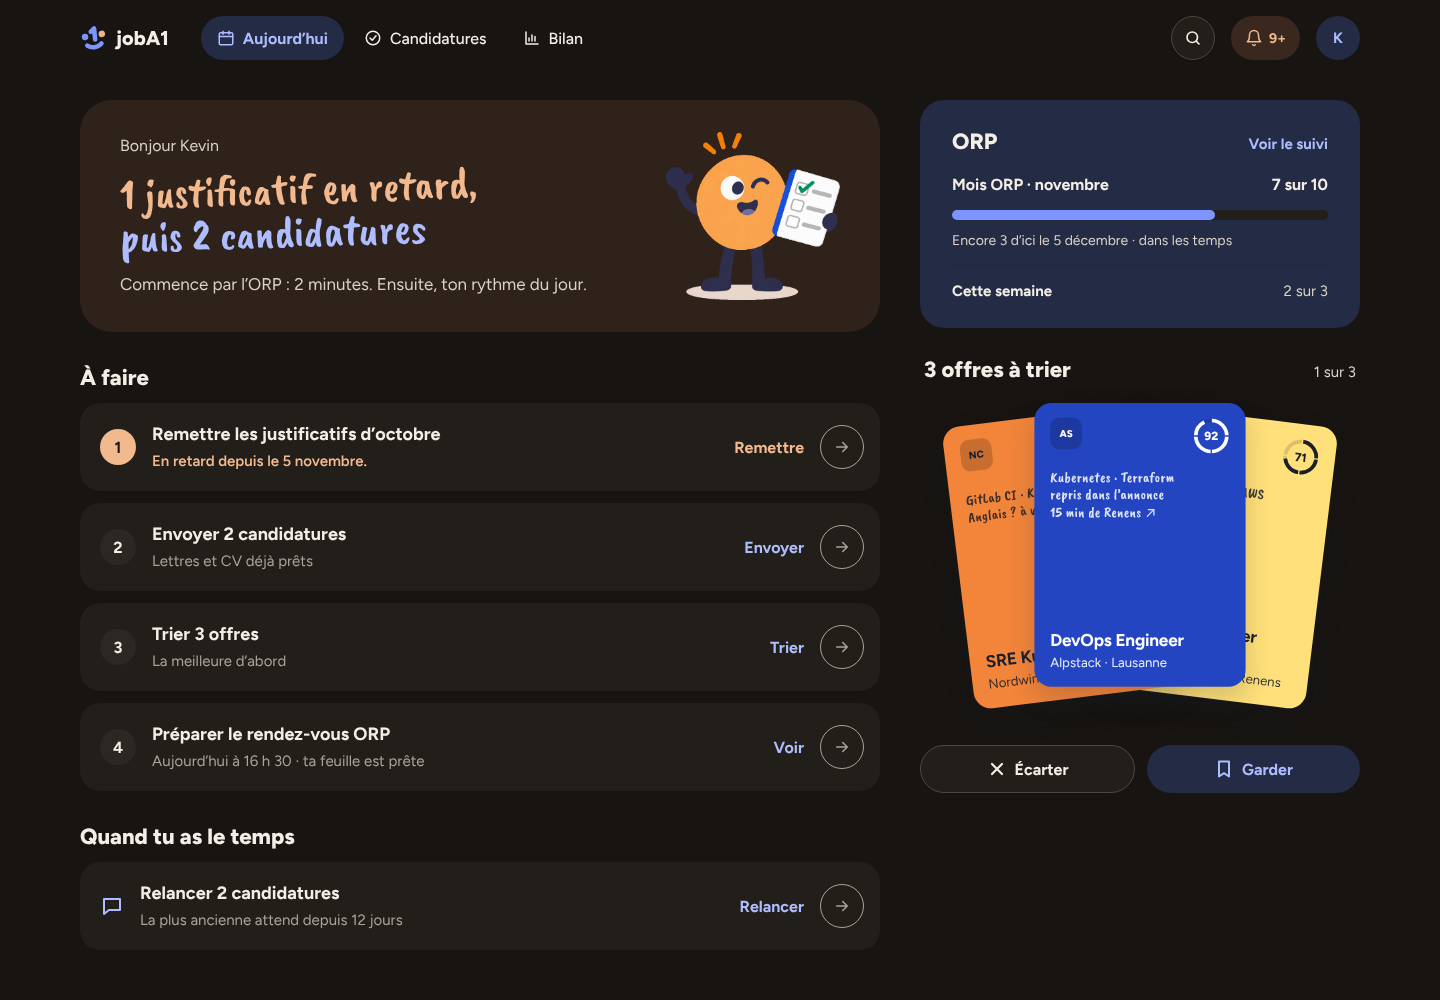 jobA1
Aujourd’hui
Candidatures
Bilan
9+
K
Bonjour Kevin
1 justificatif en retard,
puis 2 candidatures
Commence par l’ORP : 2 minutes. Ensuite, ton rythme du jour.
ORP
Voir le suivi
Mois ORP · novembre
7 sur 10
Encore 3 d’ici le 5 décembre · dans les temps
Cette semaine
2 sur 3
À faire
1
Remettre les justificatifs d’octobre
En retard depuis le 5 novembre.
Remettre
2
Envoyer 2 candidatures
Lettres et CV déjà prêts
Envoyer
3
Trier 3 offres
La meilleure d’abord
Trier
4
Préparer le rendez-vous ORP
Aujourd’hui à 16 h 30 · ta feuille est prête
Voir
Quand tu as le temps
Relancer 2 candidatures
La plus ancienne attend depuis 12 jours
Relancer
3 offres à trier
1 sur 3
NC
GitLab CI ·
Anglais ? à
SRE
AS
92
Kubernetes · Terraform
repris dans l’annonce
15 min de Renens ↗
DevOps Engineer
Alpstack · Lausanne
71
Renens
Écarter
Garder